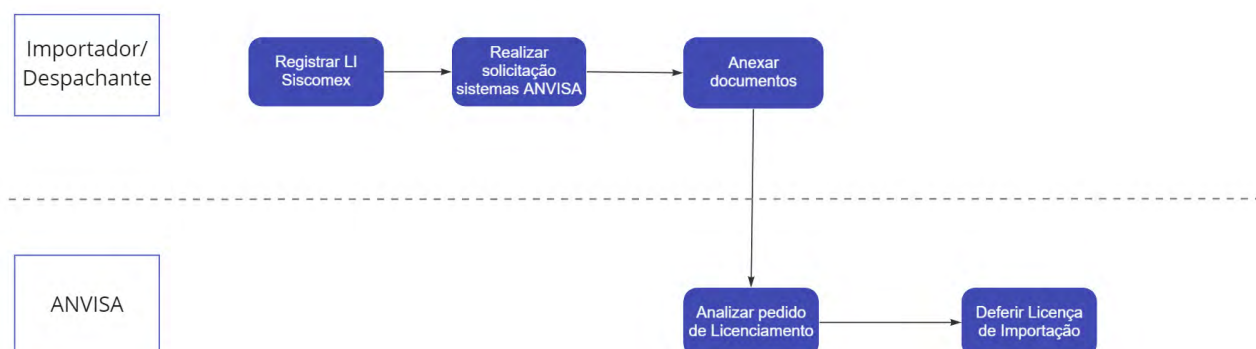 Importador/
Despachante
Registrar LI
Siscomex
Realizar
solicitação
sistemas ANVISA
Anexar
documentos
ANVISA
Analizar pedido
de Licenciamento
Deferir Licença
de Importação